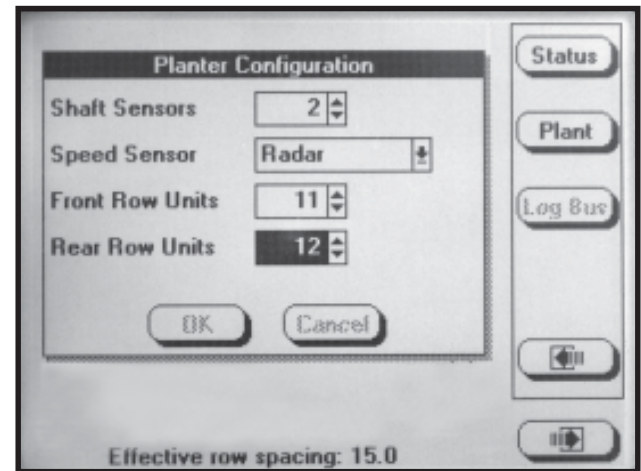 Planter Configuration
Shaft Sensors 2
Speed Sensor Radar
Front Row Units 11
Rear Row Units 12
OK Cancel
Effective row spacing: 15.0
Status
Plant
Log Bus